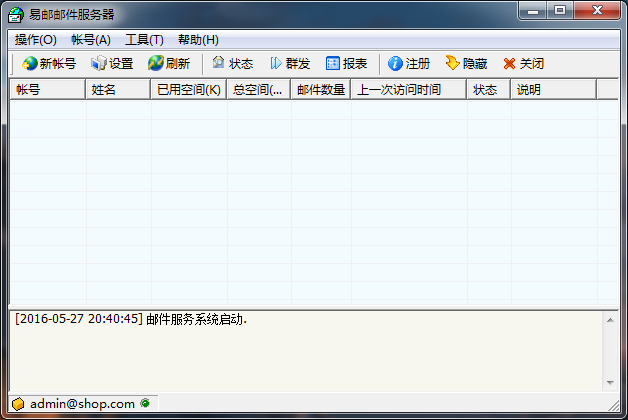 易邮邮件服务器
操作(O) 帐号(A) 工具(T) 帮助(H)
新帐号 设置 刷新 状态 群发 报表 注册 隐藏 关闭
帐号 姓名 已用空间(K) 总空间(... 邮件数量 上一次访问时间 状态 说明
[2016-05-27 20:40:45] 邮件服务系统启动.
admin@shop.com